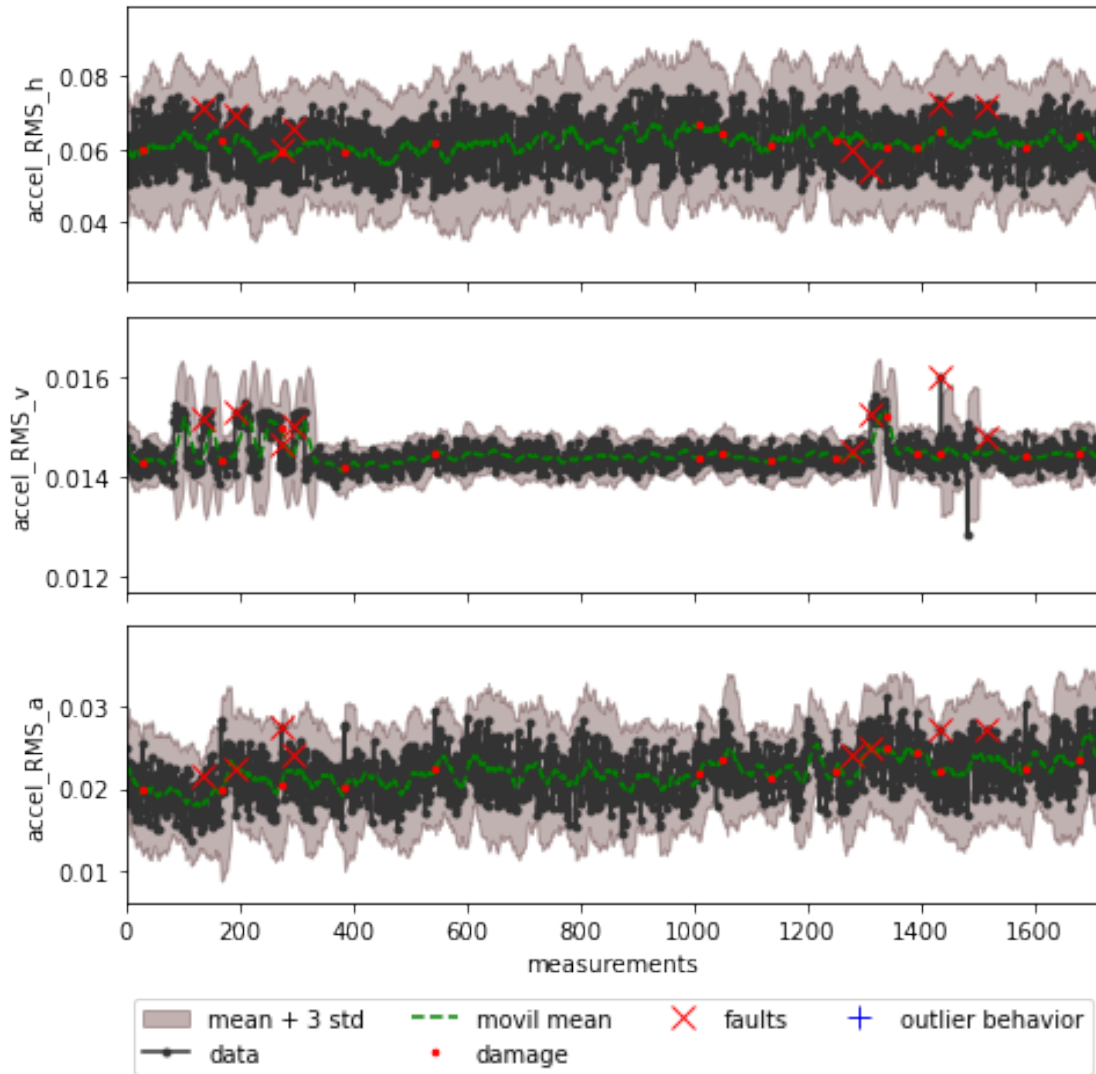 accel_RMS_h
0.08
0.06
0.04
accel_RMS_v
0.016
0.014
0.012
accel_RMS_a
0.03
0.02
0.01
0 200 400 600 800 1000 1200 1400 1600
measurements
mean + 3 std movil mean faults outlier behavior
data damage